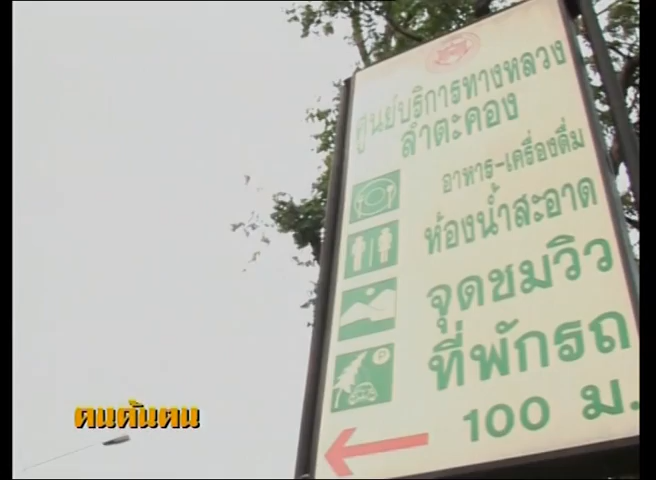 ศูนย์บริการทางหลวง
ลำตะคอง
อาหาร-เครื่องดื่ม
ห้องน้ำสะอาด
จุดชมวิว
P
ที่พักรถ
100 ม.
คนค้นฅน